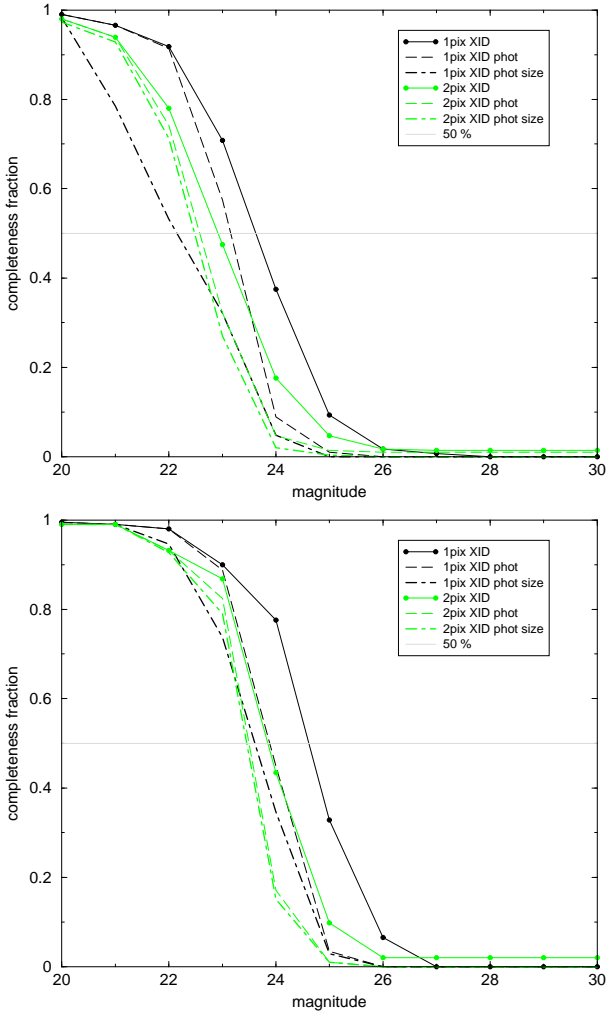 1
0.8
0.6
0.4
0.2
0
completeness fraction
1pix XID
1pix XID phot
1pix XID phot size
2pix XID
2pix XID phot
2pix XID phot size
50 %
20 22 24 26 28 30
magnitude
1
0.8
0.6
0.4
0.2
0
completeness fraction
1pix XID
1pix XID phot
1pix XID phot size
2pix XID
2pix XID phot
2pix XID phot size
50 %
20 22 24 26 28 30
magnitude